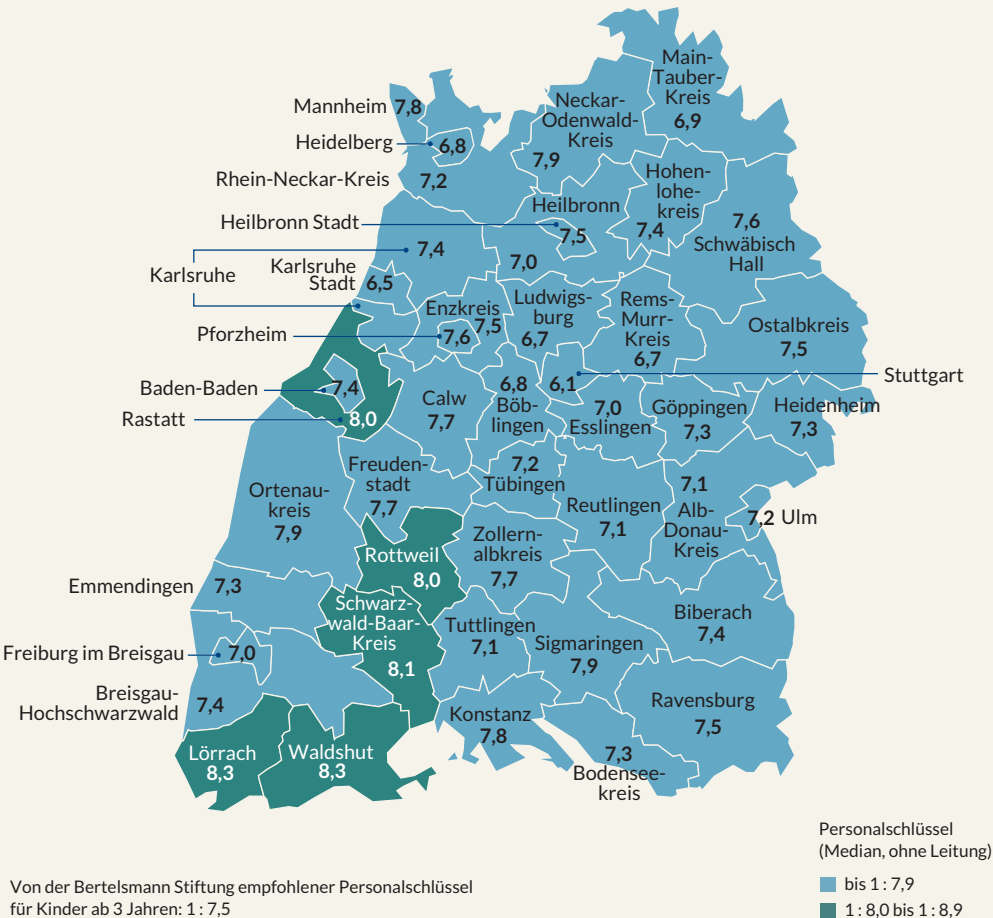 Main-
Tauber-
Kreis
6,9
Neckar-
Odenwald-
Kreis
7,9
Mannheim 7,8
Heidelberg 6,8
Rhein-Neckar-Kreis 7,2
Hohen-
lohe-
kreis
7,4
Heilbronn
7,0
Heilbronn Stadt 7,5
7,6
Schwäbisch
Hall
Karlsruhe 7,4
Karlsruhe
Stadt 6,5
Enzkreis
7,5
Pforzheim 7,6
Ludwigs-
burg
6,7
Rems-
Murr-
Kreis
6,7
Ostalbkreis
7,5
Baden-Baden 7,4
Rastatt 8,0
Calw
7,7
6,8
Böb-
lingen
6,1 Stuttgart
7,0
Esslingen
Göppingen
7,3
Heidenheim
7,3
Ortenau-
kreis
7,9
Freuden-
stadt
7,7
7,2
Tübingen
Reutlingen
7,1
7,1
Alb-
Donau-
Kreis
7,2 Ulm
Rottweil
8,0
Zollern-
albkreis
7,7
Emmendingen 7,3
Schwarz-
wald-Baar-
Kreis
8,1
Tuttlingen
7,1
Sigmaringen
7,9
Biberach
7,4
Freiburg im Breisgau 7,0
Breisgau-
Hochschwarzwald 7,4
Konstanz
7,8
Ravensburg
7,5
7,3
Bodensee-
kreis
Lörrach
8,3
Waldshut
8,3
Personalschlüssel
(Median, ohne Leitung)
bis 1 : 7,9
1 : 8,0 bis 1 : 8,9
Von der Bertelsmann Stiftung empfohlener Personalschlüssel
für Kinder ab 3 Jahren: 1 : 7,5